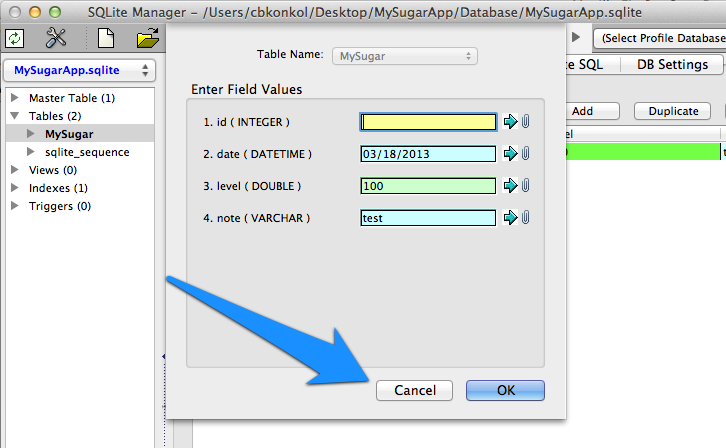 SQLite Manager - /Users/cbkonkol/Desktop/MySugarApp/Database/MySugarApp.sqlite
(Select Profile Database
MySugarApp.sqlite
Master Table (1)
Tables (2)
MySugar
sqlite_sequence
Views (0)
Indexes (1)
Triggers (0)
Table Name: MySugar
Enter Field Values
1. id ( INTEGER )
2. date ( DATETIME ) 03/18/2013
3. level ( DOUBLE ) 100
4. note ( VARCHAR ) test
Cancel OK
SQL DB Settings
Add Duplicate